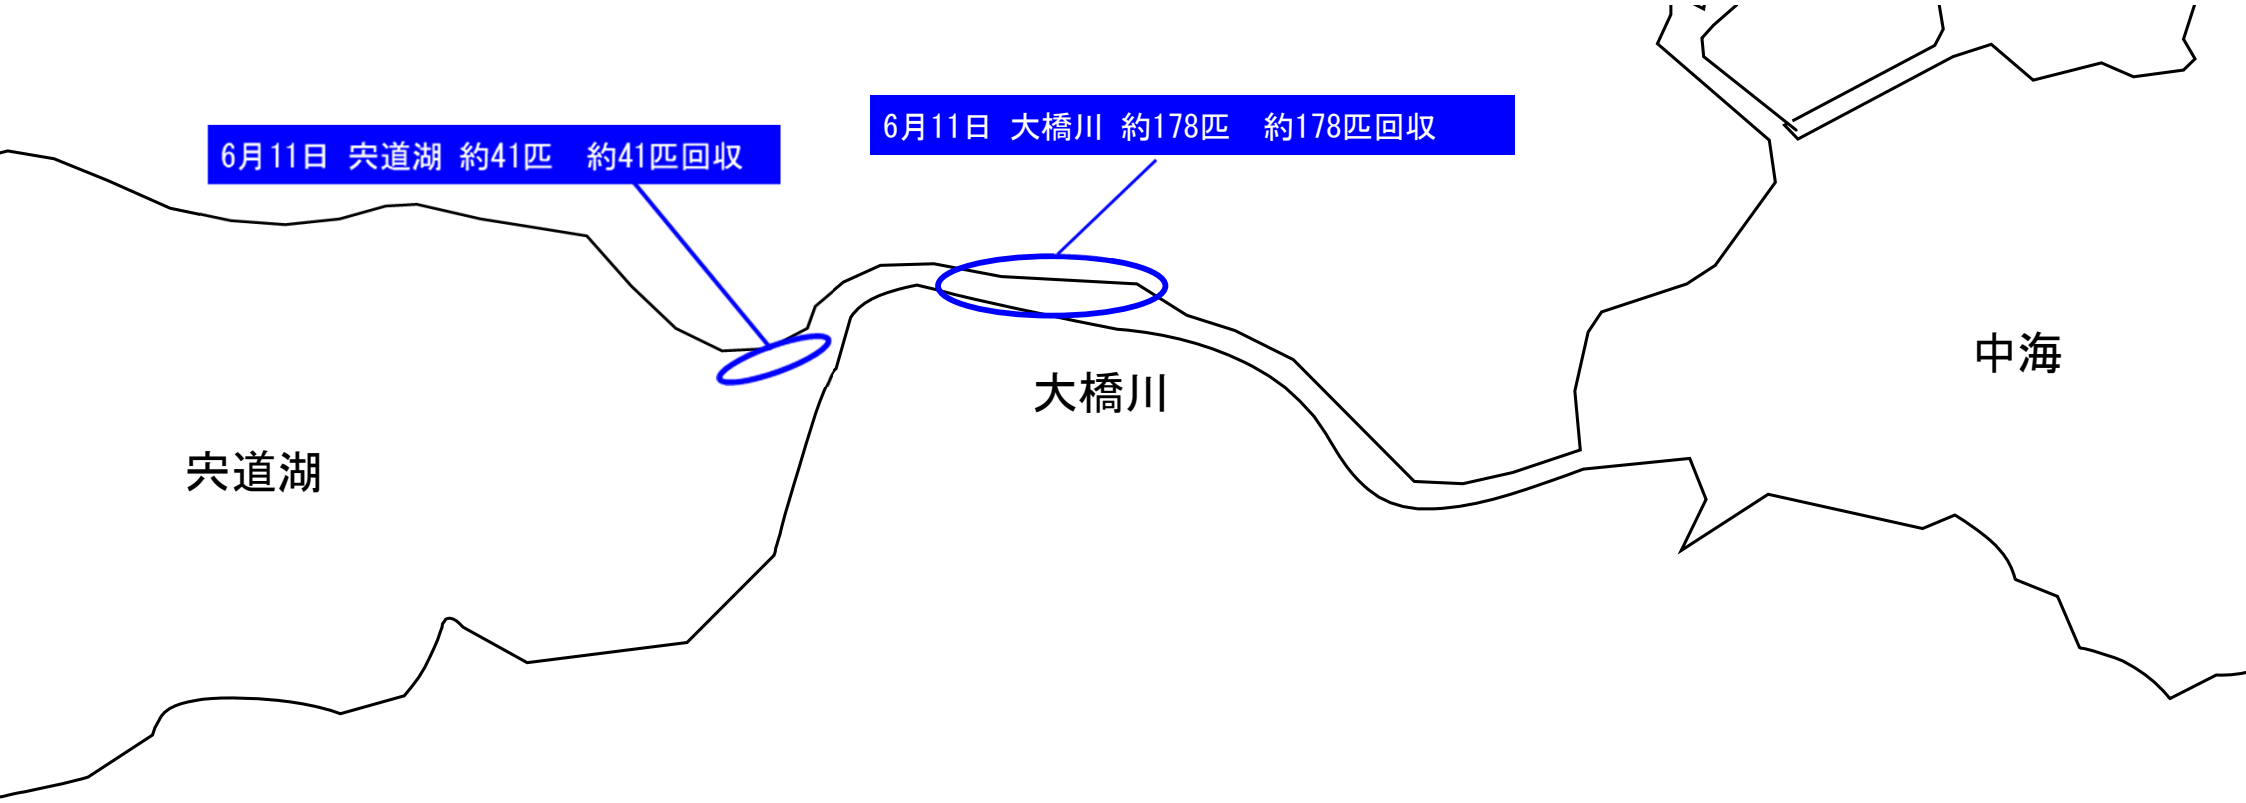 6月11日 大橋川 約178匹　約178匹回収
6月11日 宍道湖 約41匹　約41匹回収
中海
大橋川
宍道湖